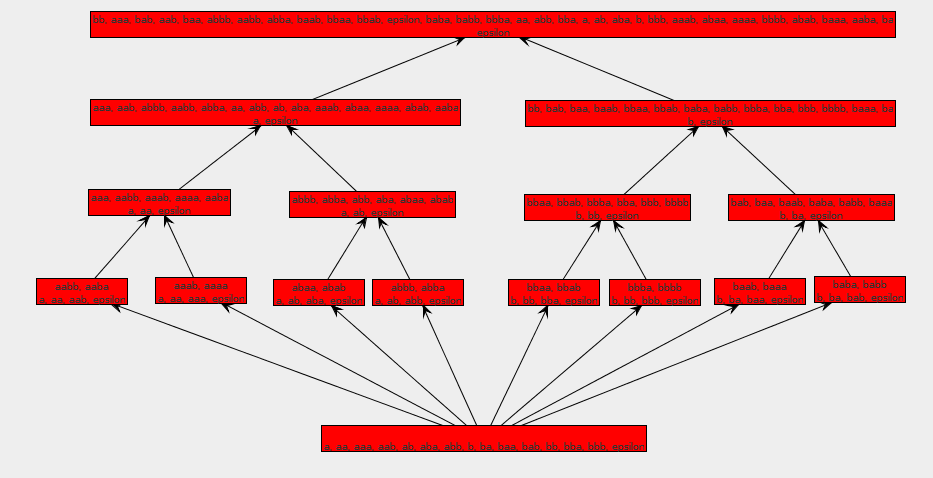 bb, aaa, bab, aab, baa, abbb, aabb, abba, baab, bbaa, bbab, epsilon, baba, babb, bbba, aa, abb, bba, a, ab, aba, b, bbb, aaab, abaa, aaaa, bbbb, abab, baaa, aaba, ba
epsilon
aaa, aab, abbb, aabb, abba, aa, abb, ab, aba, aaab, abaa, aaaa, abab, aaba
a, epsilon
bb, bab, baa, baab, bbaa, bbab, baba, babb, bbba, bba, bbb, bbbb, baaa, ba
b, epsilon
aaa, aabb, aaab, aaaa, aaba
a, aa, epsilon
abbb, abba, abb, aba, abaa, abab
a, ab, epsilon
bbaa, bbab, bbba, bba, bbb, bbbb
b, bb, epsilon
bab, baa, baab, baba, babb, baaa
b, ba, epsilon
aabb, aaba
a, aa, aab, epsilon
aaab, aaaa
a, aa, aaa, epsilon
abaa, abab
a, ab, aba, epsilon
abbb, abba
a, ab, abb, epsilon
bbaa, bbab
b, bb, bba, epsilon
bbba, bbbb
b, bb, bbb, epsilon
baab, baaa
b, ba, baa, epsilon
baba, babb
b, ba, bab, epsilon
a, aa, aaa, aab, ab, aba, abb, b, ba, baa, bab, bb, bba, bbb, epsilon